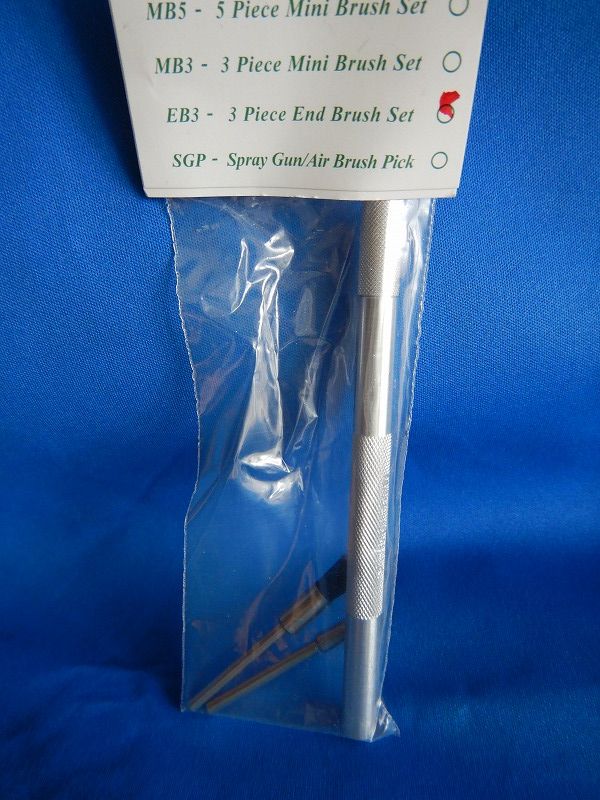 MB5 - 5 Piece Mini Brush Set
MB3 - 3 Piece Mini Brush Set
EB3 - 3 Piece End Brush Set
SGP - Spray Gun/Air Brush Pick